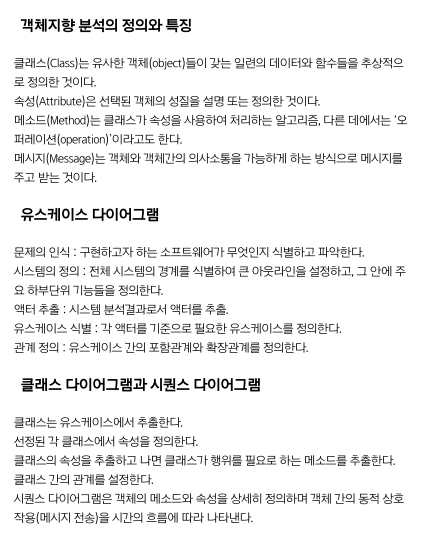 객체지향 분석의 정의와 특징
클래스(Class)는 유사한 객체(object)들이 갖는 일련의 데이터와 함수들을 추상적으
로 정의한 것이다.
속성(Attribute)은 선택된 객체의 성질을 설명 또는 정의한 것이다.
메소드(Method)는 클래스가 속성을 사용하여 처리하는 알고리즘, 다른 데에서는 ‘오
퍼레이션(operation)’이라고도 한다.
메시지(Message)는 객체와 객체간의 의사소통을 가능하게 하는 방식으로 메시지를
주고 받는 것이다.
유스케이스 다이어그램
문제의 인식 : 구현하고자 하는 소프트웨어가 무엇인지 식별하고 파악한다.
시스템의 정의 : 전체 시스템의 경계를 식별하여 큰 아웃라인을 설정하고, 그 안에 주
요 하부단위 기능들을 정의한다.
액터 추출 : 시스템 분석결과로서 액터를 추출.
유스케이스 식별 : 각 액터를 기준으로 필요한 유스케이스를 정의한다.
관계 정의 : 유스케이스 간의 포함관계와 확장관계를 정의한다.
클래스 다이어그램과 시퀀스 다이어그램
클래스는 유스케이스에서 추출한다.
선정된 각 클래스에서 속성을 정의한다.
클래스의 속성을 추출하고 나면 클래스가 행위를 필요로 하는 메소드를 추출한다.
클래스 간의 관계를 설정한다.
시퀀스 다이어그램은 객체의 메소드와 속성을 상세히 정의하며 객체 간의 동적 상호
작용(메시지 전송)을 시간의 흐름에 따라 나타낸다.